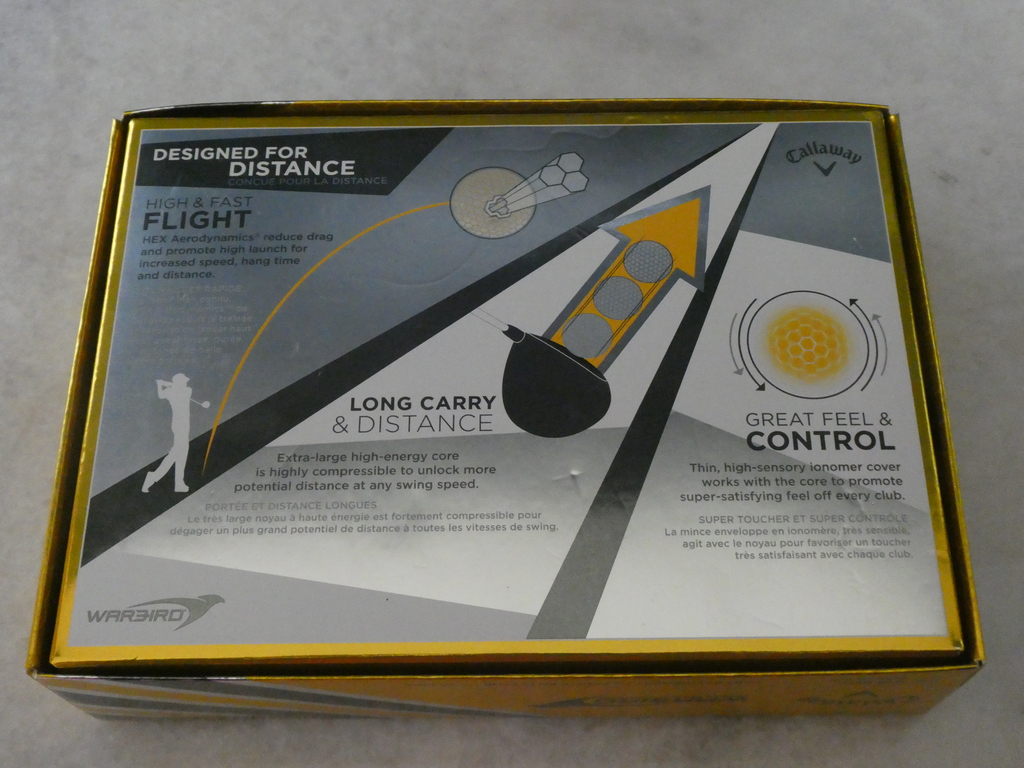 DESIGNED FOR
DISTANCE
CONÇUE POUR LA DISTANCE
HIGH & FAST
FLIGHT
HEX Aerodynamics® reduce drag
and promote high launch for
increased speed, hang time
and distance.
Callaway
LONG CARRY
& DISTANCE
Extra-large high-energy core
is highly compressible to unlock more
potential distance at any swing speed.
PORTÉE ET DISTANCE LONGUES
Le très large noyau à haute énergie est fortement compressible pour
dégager un plus grand potentiel de distance à toutes les vitesses de swing.
GREAT FEEL &
CONTROL
Thin, high-sensory ionomer cover
works with the core to promote
super-satisfying feel off every club.
SUPER TOUCHER ET SUPER CONTRÔLE
La mince enveloppe en ionomère, très sensible,
agit avec le noyau pour favoriser un toucher
très satisfaisant avec chaque club.
WARBIRD